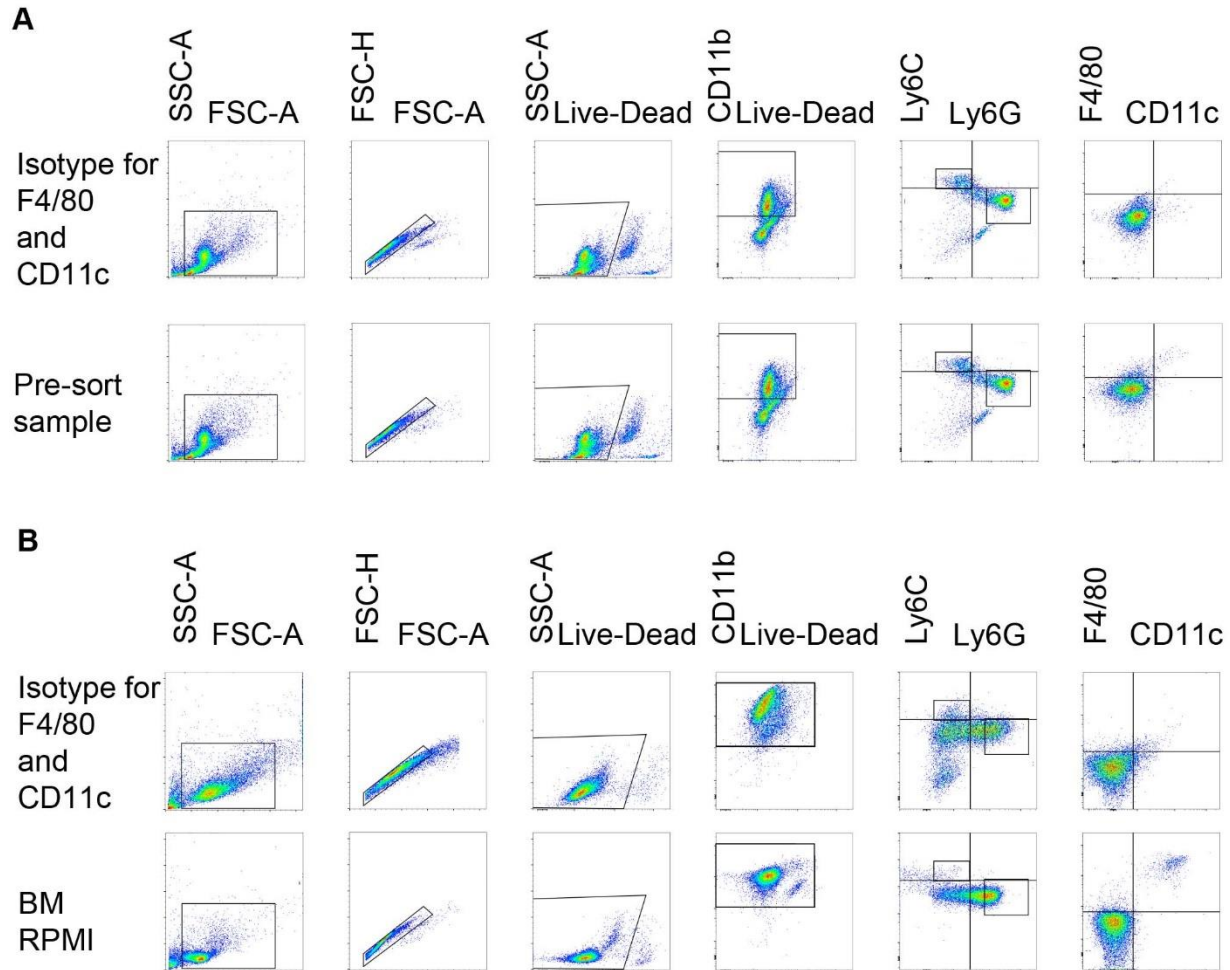 A
SSC-A FSC-A FSC-H FSC-A SSC-A Live-Dead CD11b Live-Dead Ly6C Ly6G F4/80 CD11c
Isotype for
F4/80
and
CD11c
Pre-sort
sample
B
SSC-A FSC-A FSC-H FSC-A SSC-A Live-Dead CD11b Live-Dead Ly6C Ly6G F4/80 CD11c
Isotype for
F4/80
and
CD11c
BM
RPMI